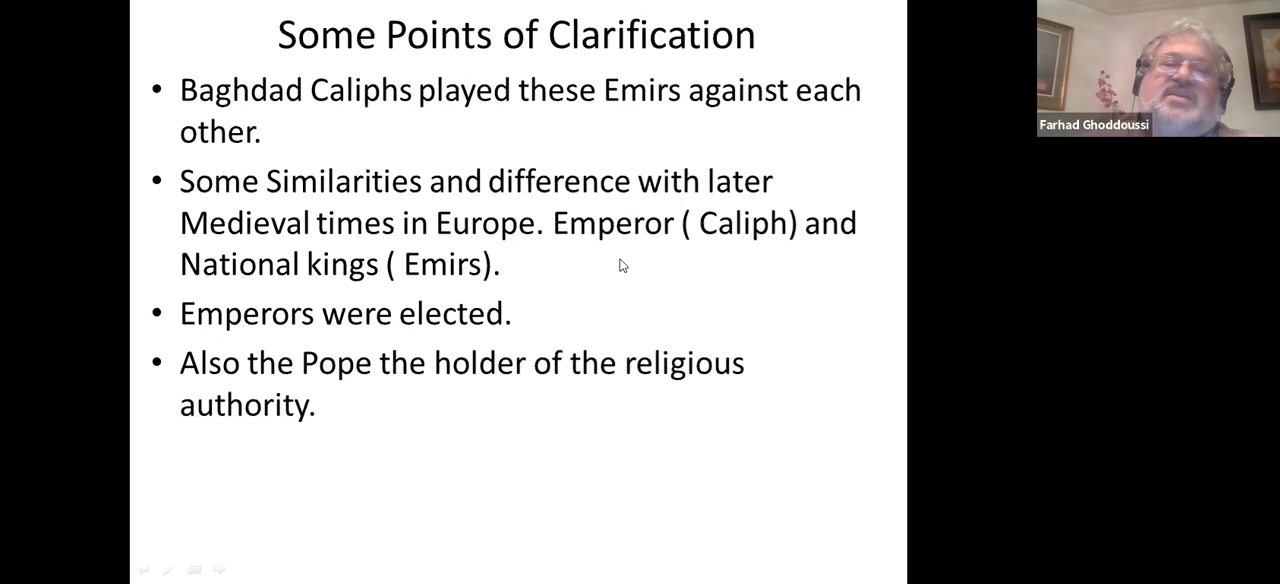 Some Points of Clarification
• Baghdad Caliphs played these Emirs against each
other.
• Some Similarities and difference with later
Medieval times in Europe. Emperor ( Caliph) and
National kings ( Emirs).
• Emperors were elected.
• Also the Pope the holder of the religious
authority.
Farhad Ghoddoussi